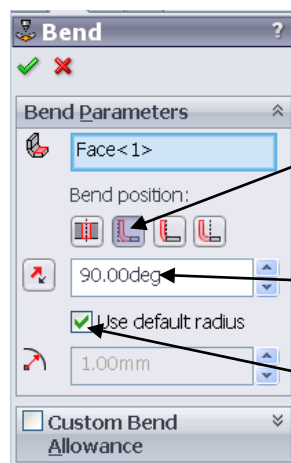 Bend ?
Bend Parameters
Face<1>
Bend position:
90.00deg
Use default radius
1.00mm
Custom Bend
Allowance